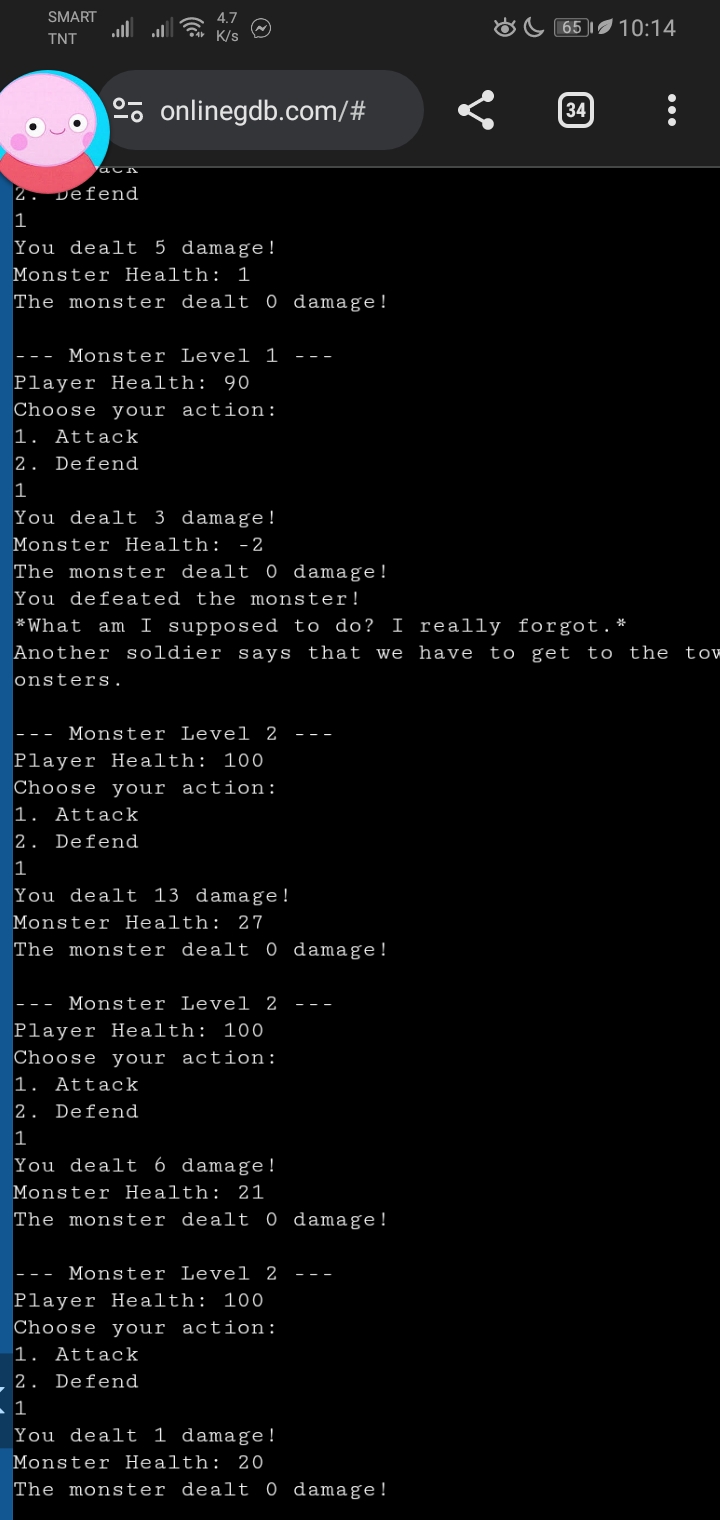 SMART
TNT
4.7
K/s
65
10:14
onlinegdb.com/#
34
2. Defend
1
You dealt 5 damage!
Monster Health: 1
The monster dealt 0 damage!
--- Monster Level 1 ---
Player Health: 90
Choose your action:
1. Attack
2. Defend
1
You dealt 3 damage!
Monster Health: -2
The monster dealt 0 damage!
You defeated the monster!
*What am I supposed to do? I really forgot.*
Another soldier says that we have to get to the
onsters.
--- Monster Level 2 ---
Player Health: 100
Choose your action:
1. Attack
2. Defend
1
You dealt 13 damage!
Monster Health: 27
The monster dealt 0 damage!
--- Monster Level 2 ---
Player Health: 100
Choose your action:
1. Attack
2. Defend
1
You dealt 6 damage!
Monster Health: 21
The monster dealt 0 damage!
--- Monster Level 2 ---
Player Health: 100
Choose your action:
1. Attack
2. Defend
1
You dealt 1 damage!
Monster Health: 20
The monster dealt 0 damage!